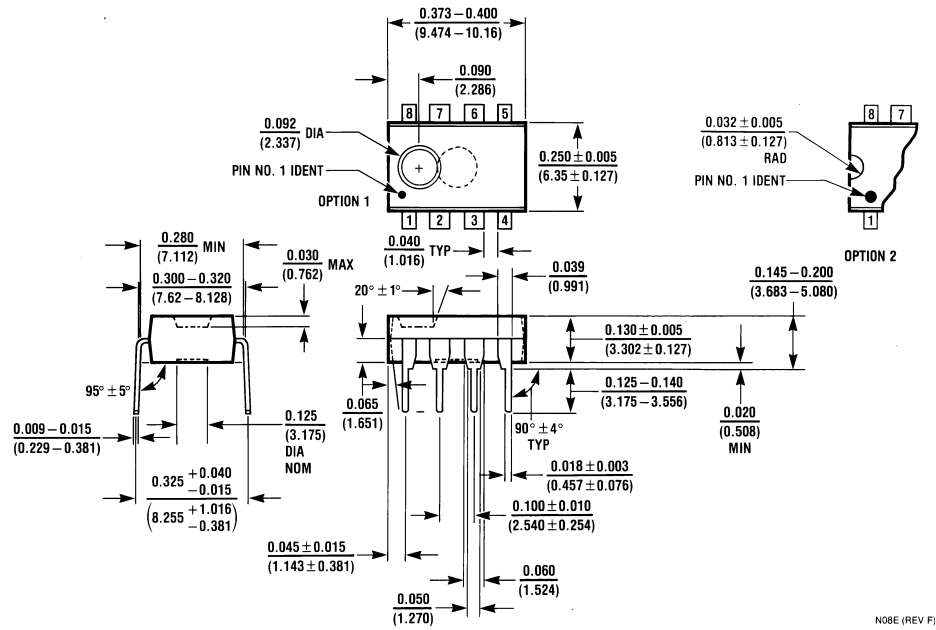 0.373 – 0.400
(9.474 – 10.16)
0.090
(2.286)
8 7 6 5
0.092 DIA
(2.337)
PIN NO. 1 IDENT
OPTION 1
1 2 3 4
0.250 ± 0.005
(6.35 ± 0.127)
8 7
0.032 ± 0.005
(0.813 ± 0.127)
RAD
PIN NO. 1 IDENT
1
OPTION 2
0.280 MIN
(7.112)
0.030 MAX
(0.762)
0.300 – 0.320
(7.62 – 8.128)
0.040 TYP
(1.016)
0.039
(0.991)
0.145 – 0.200
(3.683 – 5.080)
20° ± 1°
0.130 ± 0.005
(3.302 ± 0.127)
95° ± 5°
0.065
(1.651)
0.125 – 0.140
(3.175 – 3.556)
0.020
(0.508)
MIN
90° ± 4°
TYP
0.009 – 0.015
(0.229 – 0.381)
0.125
(3.175)
DIA
NOM
0.018 ± 0.003
(0.457 ± 0.076)
0.325 +0.040 −0.015
(8.255 +1.016 −0.381)
0.100 ± 0.010
(2.540 ± 0.254)
0.045 ± 0.015
(1.143 ± 0.381)
0.060
(1.524)
0.050
(1.270)
N08E (REV F)